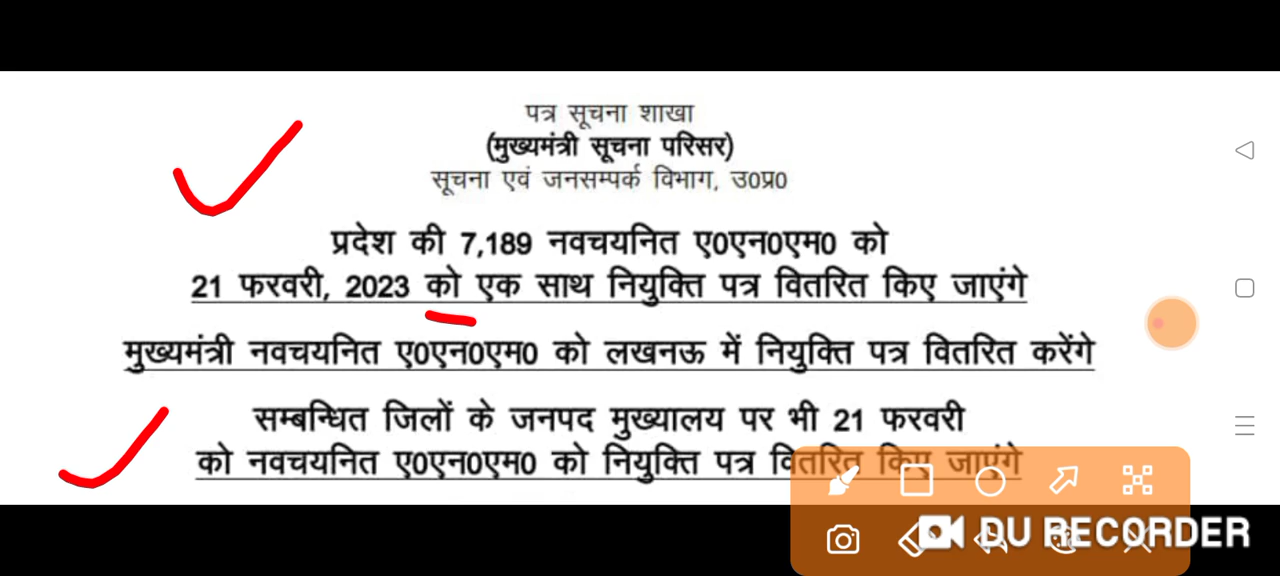 पत्र सूचना शाखा
(मुख्यमंत्री सूचना परिसर)
सूचना एवं जनसम्पर्क विभाग, उ0प्र0
प्रदेश की 7,189 नवचयनित ए0एन0एम0 को
21 फरवरी, 2023 को एक साथ नियुक्ति पत्र वितरित किए जाएंगे
मुख्यमंत्री नवचयनित ए0एन0एम0 को लखनऊ में नियुक्ति पत्र वितरित करेंगे
सम्बन्धित जिलों के जनपद मुख्यालय पर भी 21 फरवरी
को नवचयनित ए0एन0एम0 को नियुक्ति पत्र वितरित किए जाएंगे
DU RECORDER